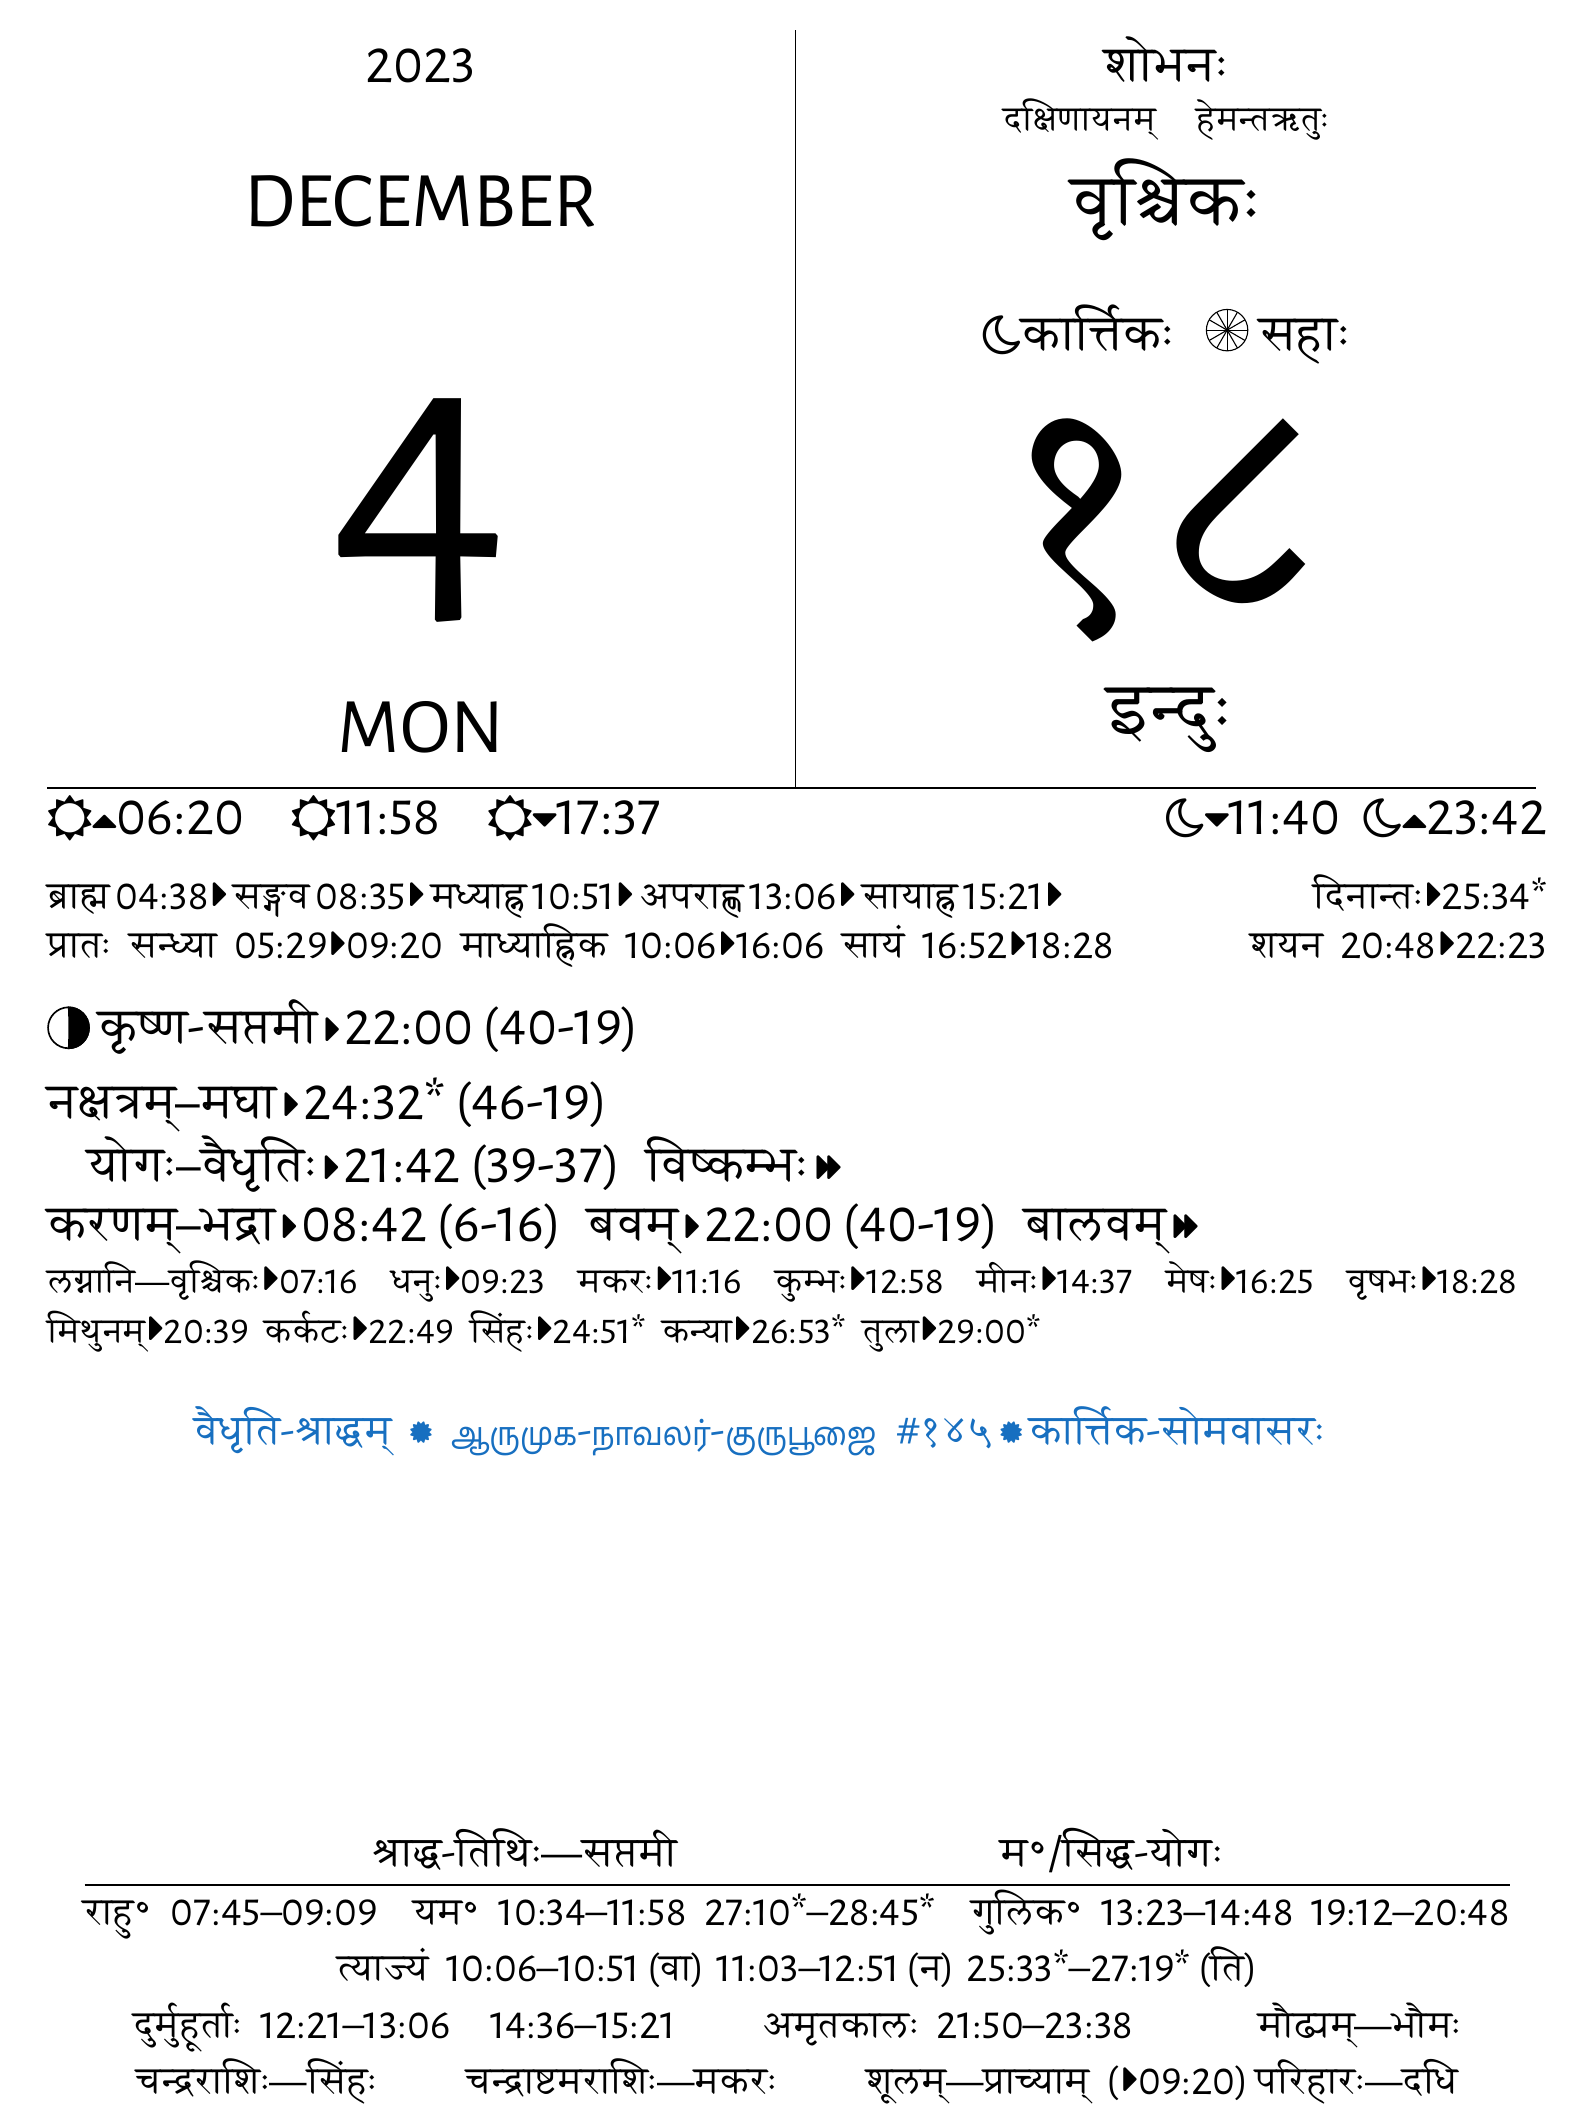 2023
DECEMBER
4
MON
शोभनः
दक्षिणायनम् हेमन्तऋतुः
वृश्चिकः
कार्त्तिकः सहाः
१८
इन्दुः
06:20 11:58 17:37 11:40 23:42
ब्राह्म 04:38 सङ्गव 08:35 मध्याह्न 10:51 अपराह्ण 13:06 सायाह्न 15:21 दिनान्तः 25:34*
प्रातः सन्ध्या 05:29 09:20 माध्याह्निक 10:06 16:06 सायं 16:52 18:28 शयन 20:48 22:23
कृष्ण-सप्तमी 22:00 (40-19)
नक्षत्रम्–मघा 24:32* (46-19)
योगः–वैधृतिः 21:42 (39-37) विष्कम्भः
करणम्–भद्रा 08:42 (6-16) बवम् 22:00 (40-19) बालवम्
लग्नानि—वृश्चिकः 07:16 धनुः 09:23 मकरः 11:16 कुम्भः 12:58 मीनः 14:37 मेषः 16:25 वृषभः 18:28
मिथुनम् 20:39 कर्कटः 22:49 सिंहः 24:51* कन्या 26:53* तुला 29:00*
वैधृति-श्राद्धम् ஆருமுக-நாவலர்-குருபூஜை #१४५ कार्त्तिक-सोमवासरः
श्राद्ध-तिथिः—सप्तमी म॰/सिद्ध-योगः
राहु॰ 07:45–09:09 यम॰ 10:34–11:58 27:10*–28:45* गुलिक॰ 13:23–14:48 19:12–20:48
त्याज्यं 10:06–10:51 (वा) 11:03–12:51 (न) 25:33*–27:19* (ति)
दुर्मुहूर्ताः 12:21–13:06 14:36–15:21 अमृतकालः 21:50–23:38 मौढ्यम्—भौमः
चन्द्रराशिः—सिंहः चन्द्राष्टमराशिः—मकरः शूलम्—प्राच्याम् (09:20) परिहारः—दधि